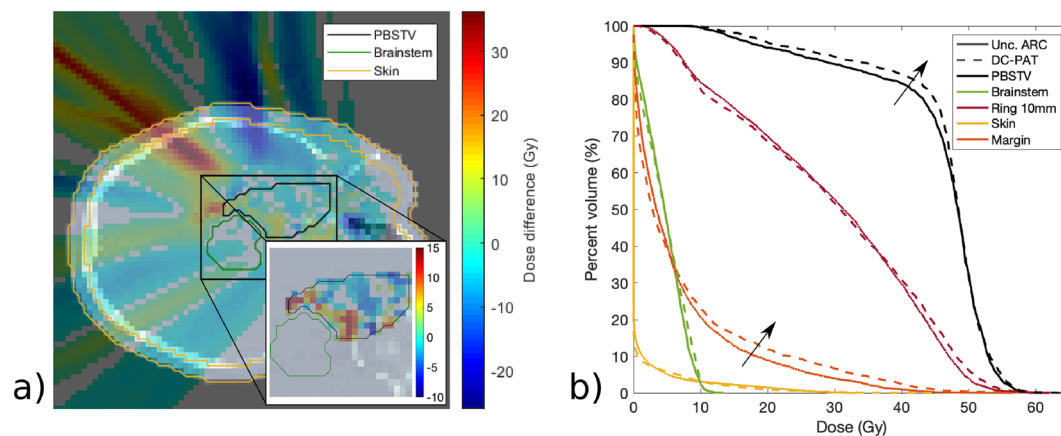 PBSTV
Brainstem
Skin
30
20
10
0
-10
-20
Dose difference (Gy)
15
10
5
0
-5
-10
a)
100
90
80
70
60
50
40
30
20
10
0
Percent volume (%)
0
10
20
30
40
50
60
Dose (Gy)
Unc. ARC
DC-PAT
PBSTV
Brainstem
Ring 10mm
Skin
Margin
b)